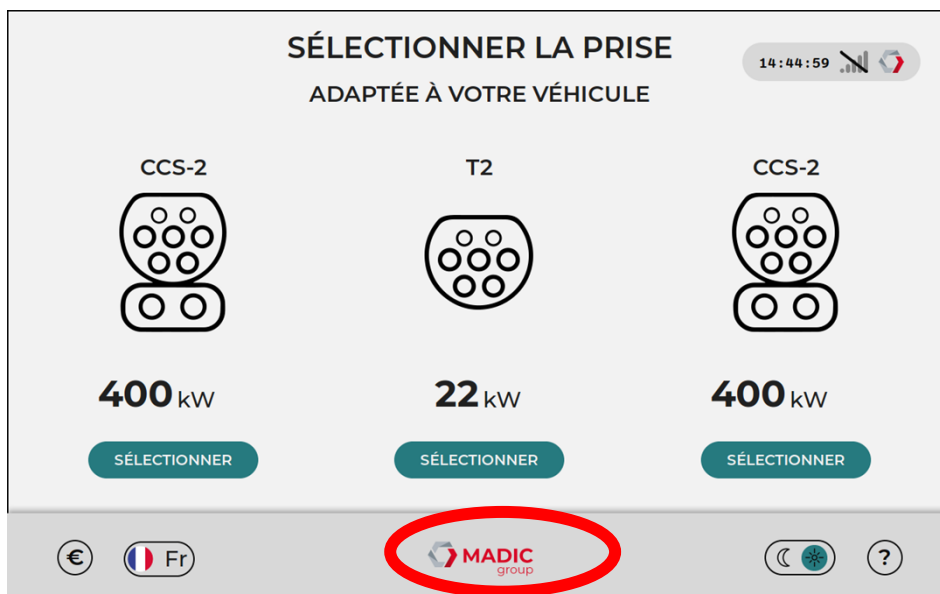 SÉLECTIONNER LA PRISE
ADAPTÉE À VOTRE VÉHICULE
14:44:59
CCS-2
T2
CCS-2
400 kW
22 kW
400 kW
SÉLECTIONNER
SÉLECTIONNER
SÉLECTIONNER
€
Fr
MADIC
group
?